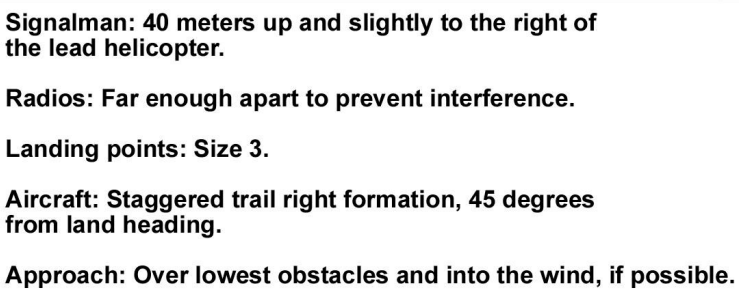 Signalman: 40 meters up and slightly to the right of
the lead helicopter.
Radios: Far enough apart to prevent interference.
Landing points: Size 3.
Aircraft: Staggered trail right formation, 45 degrees
from land heading.
Approach: Over lowest obstacles and into the wind, if possible.